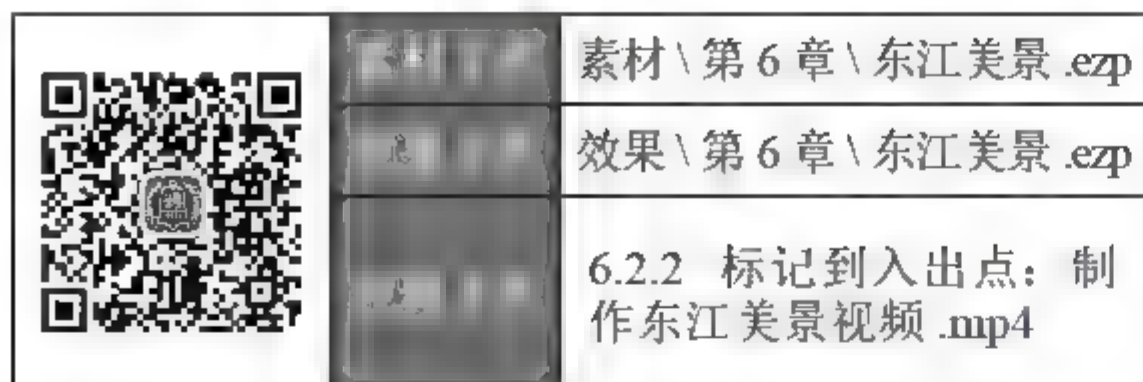 素材\第 6 章\东江美景.ezp
效果\第 6 章\东江美景.ezp
6.2.2 标记到入出点：制
作东江美景视频.mp4